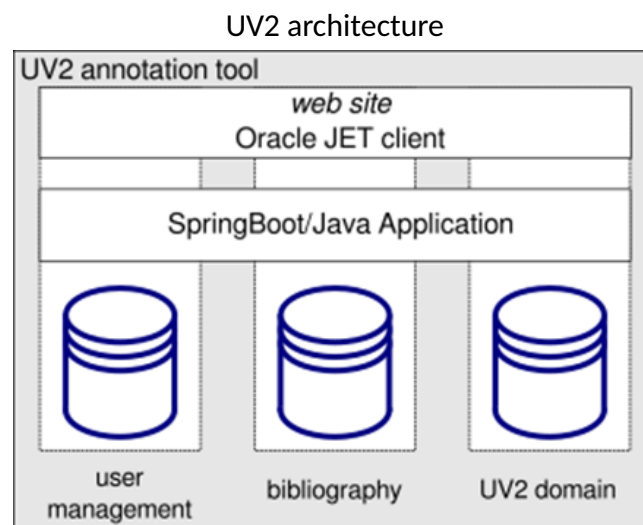 UV2 architecture
UV2 annotation tool
web site
Oracle JET client
SpringBoot/Java Application
user
management
bibliography
UV2 domain